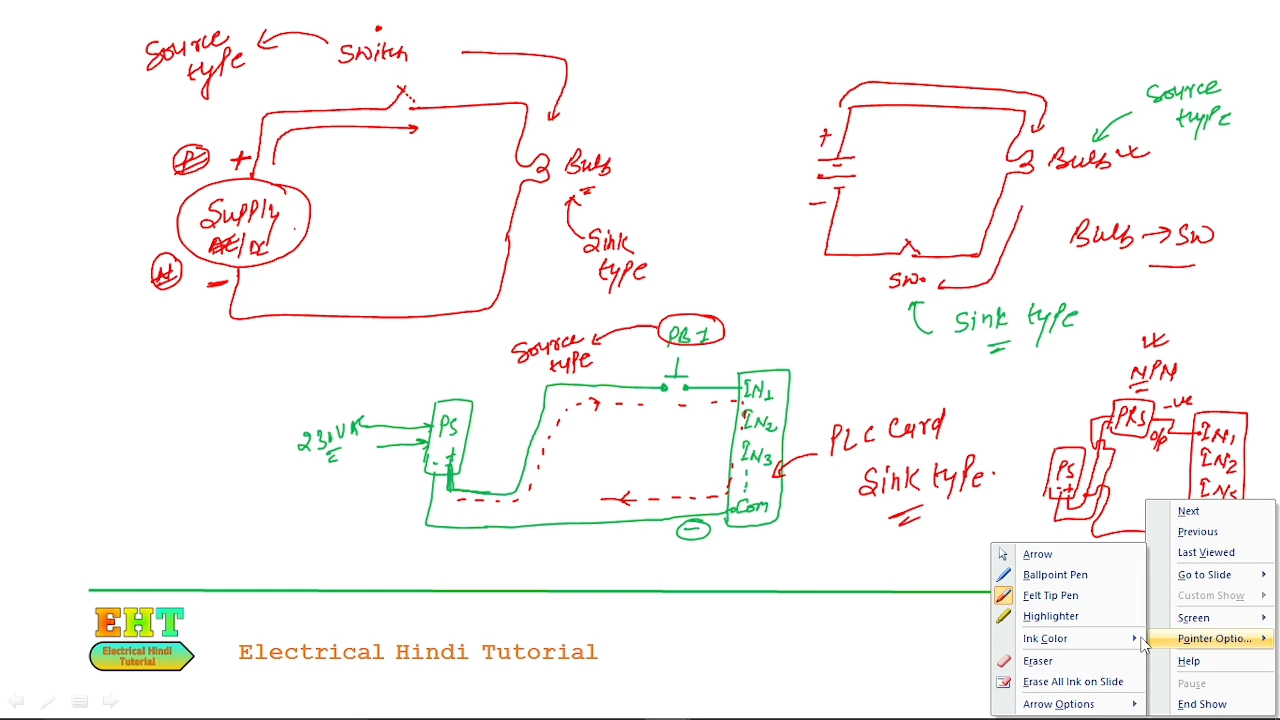 Source
type
Switch
P
+
Supply
AC/DC
N
-
Bulb
Sink
type
Source
type
+
-
Bulb
Bulb → SW
SW
Sink type
Source
type
PB1
230VAC
PS
- +
IN1
IN2
IN3
Com
-
PLC Card
Sink type
NPN
PRS
-ve
O/P
PS
- +
IN1
IN2
Next
Previous
Last Viewed
Go to Slide
Custom Show
Screen
Pointer Optio...
Help
Pause
End Show
Arrow
Ballpoint Pen
Felt Tip Pen
Highlighter
Ink Color
Eraser
Erase All Ink on Slide
Arrow Options
EHT
Electrical Hindi
Tutorial
Electrical Hindi Tutorial